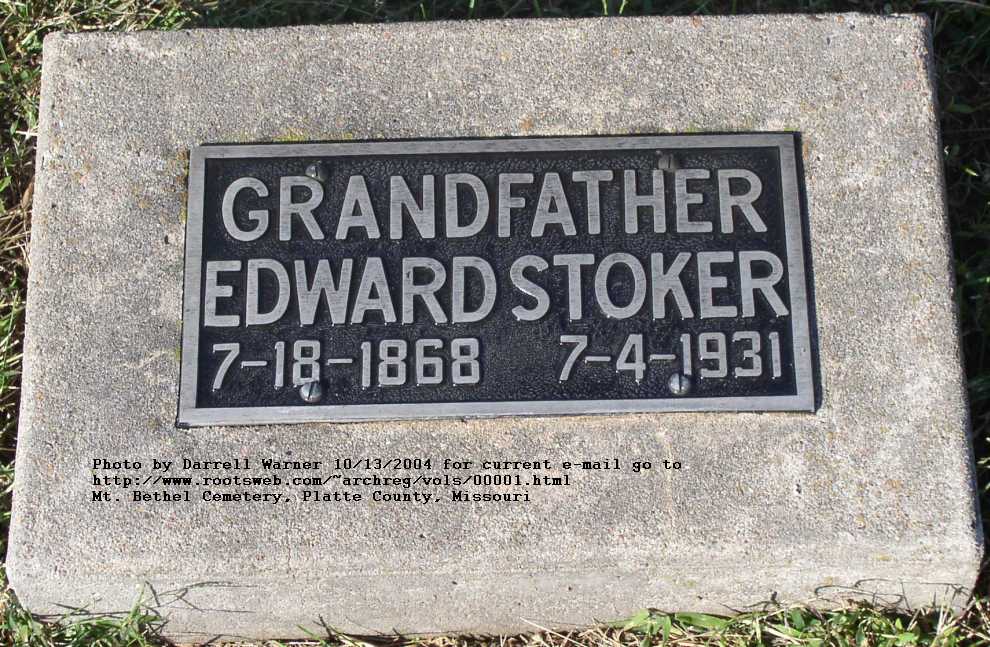 GRANDFATHER
EDWARD STOKER
7-18-1868 7-4-1931
Photo by Darrell Warner 10/13/2004 for current e-mail go to
http://www.rootsweb.com/~archreg/vols/00001.html
Mt. Bethel Cemetery, Platte County, Missouri